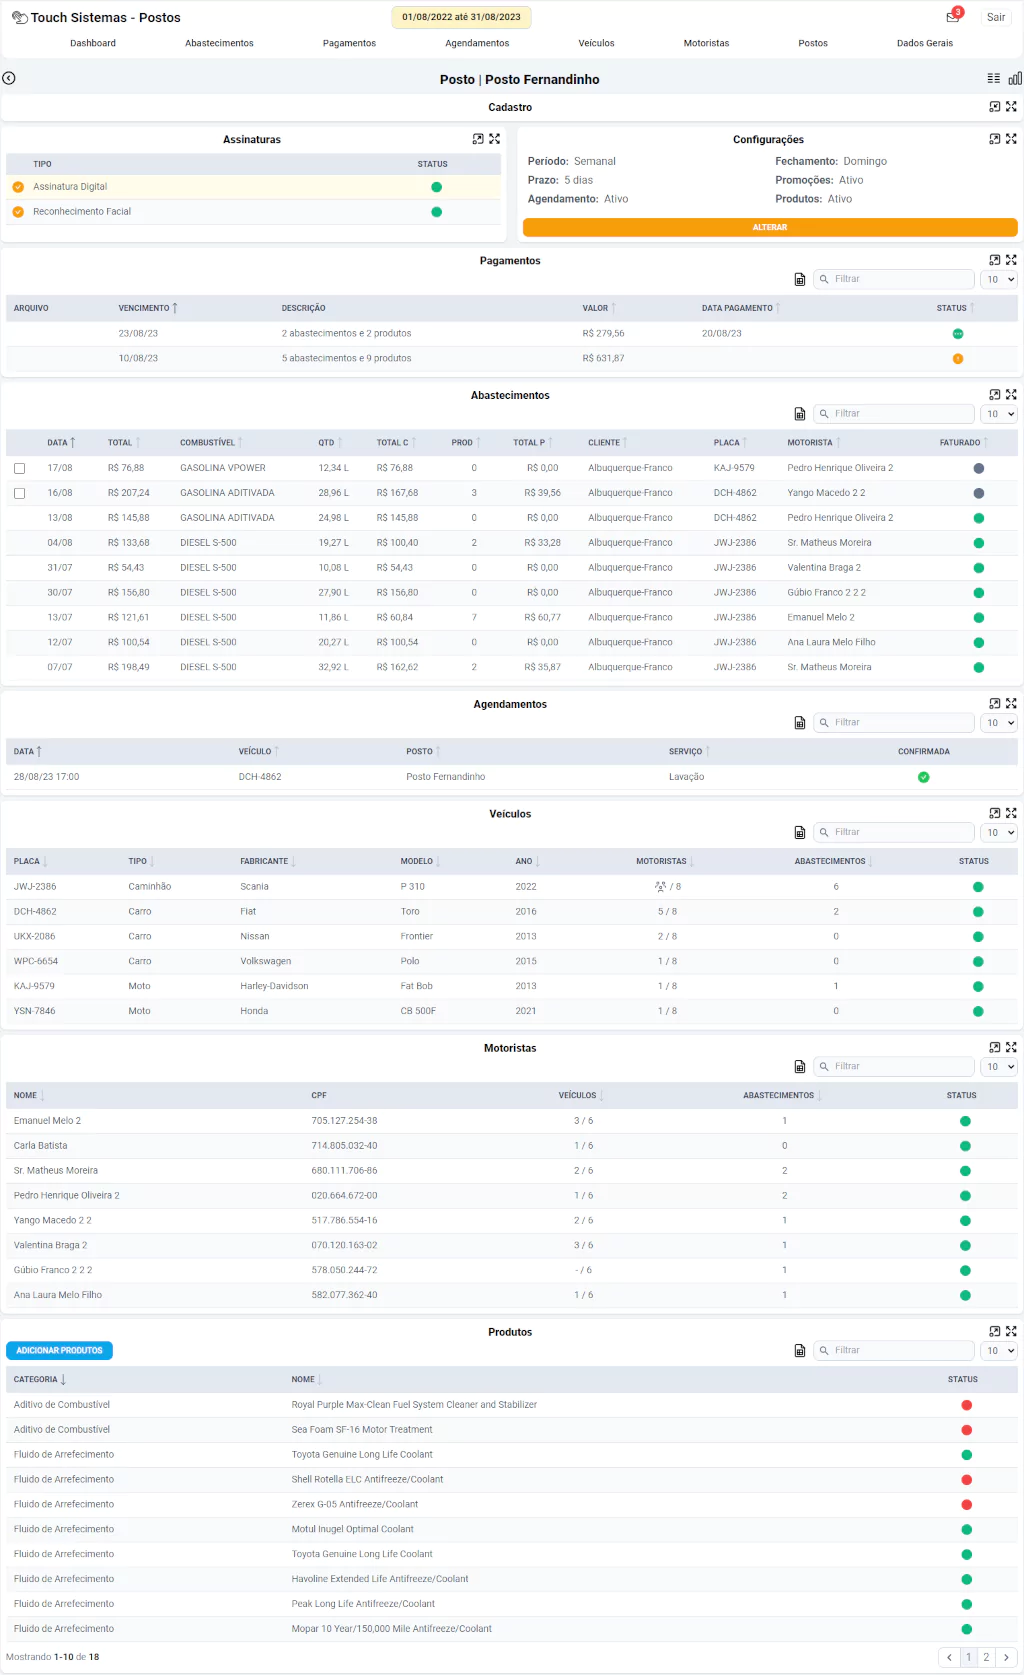 Touch Sistemas - Postos
01/08/2022 até 31/08/2023
3
Sair
Dashboard Abastecimentos Pagamentos Agendamentos Veículos Motoristas Postos Dados Gerais
Posto | Posto Fernandinho
Cadastro
Assinaturas
TIPO STATUS
Assinatura Digital
Reconhecimento Facial
Configurações
Período: Semanal Fechamento: Domingo
Prazo: 5 dias Promoções: Ativo
Agendamento: Ativo Produtos: Ativo
ALTERAR
Pagamentos
Filtrar 10
ARQUIVO VENCIMENTO DESCRIÇÃO VALOR DATA PAGAMENTO STATUS
23/08/23 2 abastecimentos e 2 produtos R$ 279,56 20/08/23
10/08/23 5 abastecimentos e 9 produtos R$ 631,87
Abastecimentos
Filtrar 10
DATA TOTAL COMBUSTÍVEL QTD TOTAL C PROD TOTAL P CLIENTE PLACA MOTORISTA FATURADO
17/08 R$ 76,88 GASOLINA VPOWER 12,34 L R$ 76,88 0 R$ 0,00 Albuquerque-Franco KAJ-9579 Pedro Henrique Oliveira 2
16/08 R$ 207,24 GASOLINA ADITIVADA 28,96 L R$ 167,68 3 R$ 39,56 Albuquerque-Franco DCH-4862 Yango Macedo 2 2
13/08 R$ 145,88 GASOLINA ADITIVADA 24,98 L R$ 145,88 0 R$ 0,00 Albuquerque-Franco DCH-4862 Pedro Henrique Oliveira 2
04/08 R$ 133,68 DIESEL S-500 19,27 L R$ 100,40 2 R$ 33,28 Albuquerque-Franco JWJ-2386 Sr. Matheus Moreira
31/07 R$ 54,43 DIESEL S-500 10,08 L R$ 54,43 0 R$ 0,00 Albuquerque-Franco JWJ-2386 Valentina Braga 2
30/07 R$ 156,80 DIESEL S-500 27,90 L R$ 156,80 0 R$ 0,00 Albuquerque-Franco JWJ-2386 Gúbio Franco 2 2 2
13/07 R$ 121,61 DIESEL S-500 11,86 L R$ 60,84 7 R$ 60,77 Albuquerque-Franco JWJ-2386 Emanuel Melo 2
12/07 R$ 100,54 DIESEL S-500 20,27 L R$ 100,54 0 R$ 0,00 Albuquerque-Franco JWJ-2386 Ana Laura Melo Filho
07/07 R$ 198,49 DIESEL S-500 32,92 L R$ 162,62 2 R$ 35,87 Albuquerque-Franco JWJ-2386 Sr. Matheus Moreira
Agendamentos
Filtrar 10
DATA VEÍCULO POSTO SERVIÇO CONFIRMADA
28/08/23 17:00 DCH-4862 Posto Fernandinho Lavação
Veículos
Filtrar 10
PLACA TIPO FABRICANTE MODELO ANO MOTORISTAS ABASTECIMENTOS STATUS
JWJ-2386 Caminhão Scania P 310 2022 / 8 6
DCH-4862 Carro Fiat Toro 2016 5 / 8 2
UKX-2086 Carro Nissan Frontier 2013 2 / 8 0
WPC-6654 Carro Volkswagen Polo 2015 1 / 8 0
KAJ-9579 Moto Harley-Davidson Fat Bob 2013 1 / 8 1
YSN-7846 Moto Honda CB 500F 2021 1 / 8 0
Motoristas
Filtrar 10
NOME CPF VEÍCULOS ABASTECIMENTOS STATUS
Emanuel Melo 2 705.127.254-38 3 / 6 1
Carla Batista 714.805.032-40 1 / 6 0
Sr. Matheus Moreira 680.111.706-86 2 / 6 2
Pedro Henrique Oliveira 2 020.664.672-00 1 / 6 2
Yango Macedo 2 2 517.786.554-16 2 / 6 1
Valentina Braga 2 070.120.163-02 3 / 6 1
Gúbio Franco 2 2 2 578.050.244-72 - / 6 1
Ana Laura Melo Filho 582.077.362-40 1 / 6 1
Produtos
ADICIONAR PRODUTOS Filtrar 10
CATEGORIA NOME STATUS
Aditivo de Combustível Royal Purple Max-Clean Fuel System Cleaner and Stabilizer
Aditivo de Combustível Sea Foam SF-16 Motor Treatment
Fluido de Arrefecimento Toyota Genuine Long Life Coolant
Fluido de Arrefecimento Shell Rotella ELC Antifreeze/Coolant
Fluido de Arrefecimento Zerex G-05 Antifreeze/Coolant
Fluido de Arrefecimento Motul Inugel Optimal Coolant
Fluido de Arrefecimento Toyota Genuine Long Life Coolant
Fluido de Arrefecimento Havoline Extended Life Antifreeze/Coolant
Fluido de Arrefecimento Peak Long Life Antifreeze/Coolant
Fluido de Arrefecimento Mopar 10 Year/150,000 Mile Antifreeze/Coolant
Mostrando 1-10 de 18 1 2